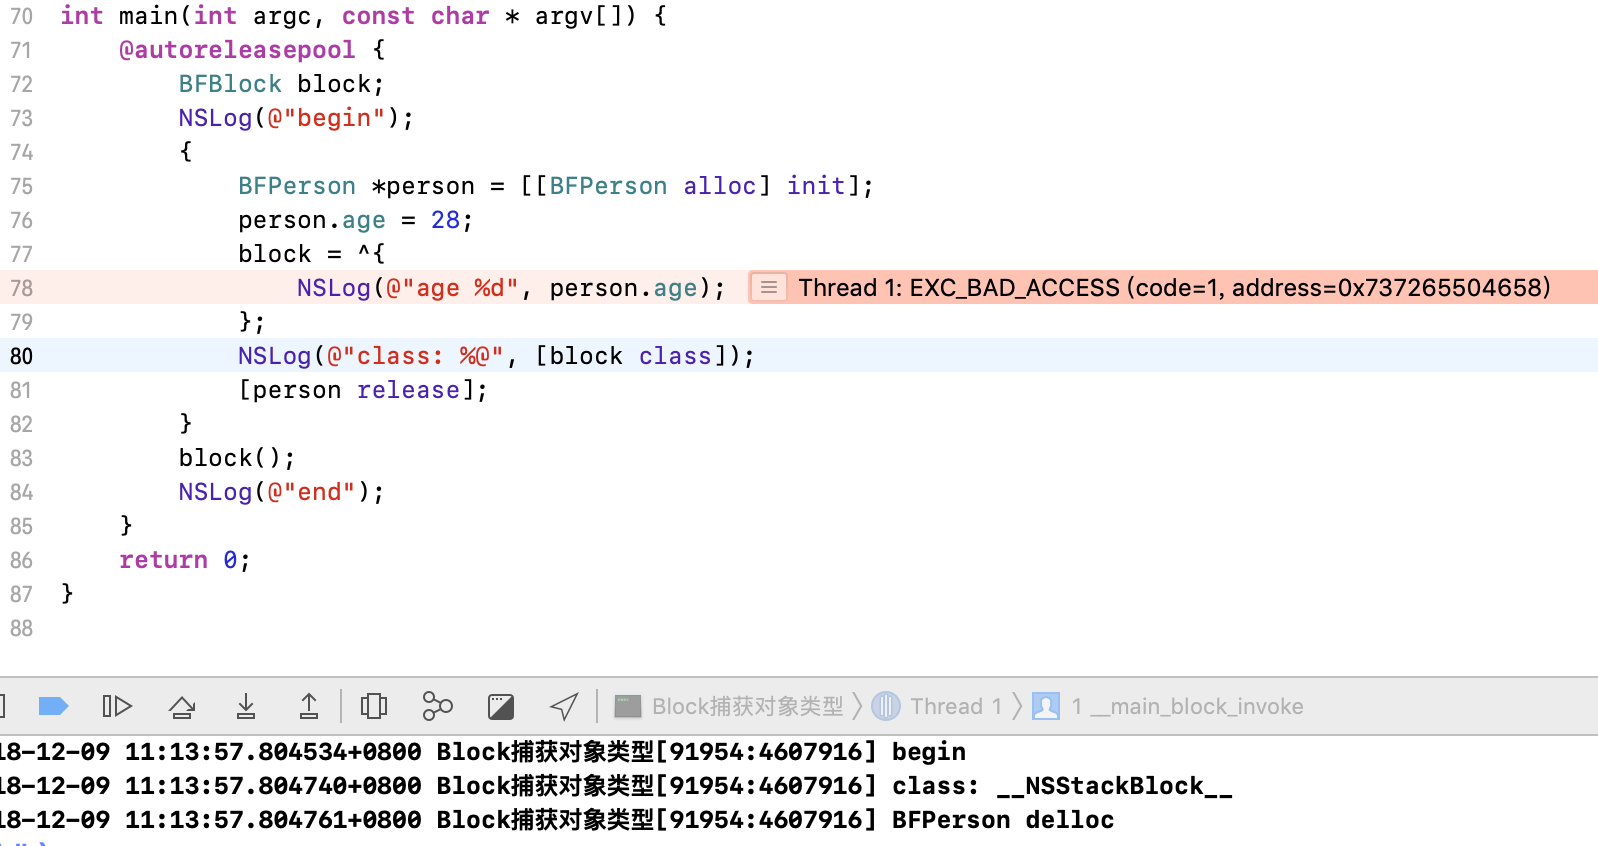 70 int main(int argc, const char * argv[]) {
71     @autoreleasepool {
72         BFBlock block;
73         NSLog(@"begin");
74         {
75             BFPerson *person = [[BFPerson alloc] init];
76             person.age = 28;
77             block = ^{
78                 NSLog(@"age %d", person.age); Thread 1: EXC_BAD_ACCESS (code=1, address=0x737265504658)
79             };
80             NSLog(@"class: %@", [block class]);
81             [person release];
82         }
83         block();
84         NSLog(@"end");
85     }
86     return 0;
87 }
88
Block捕获对象类型 Thread 1 1 __main_block_invoke
18-12-09 11:13:57.804534+0800 Block捕获对象类型[91954:4607916] begin
18-12-09 11:13:57.804740+0800 Block捕获对象类型[91954:4607916] class: __NSStackBlock__
18-12-09 11:13:57.804761+0800 Block捕获对象类型[91954:4607916] BFPerson delloc